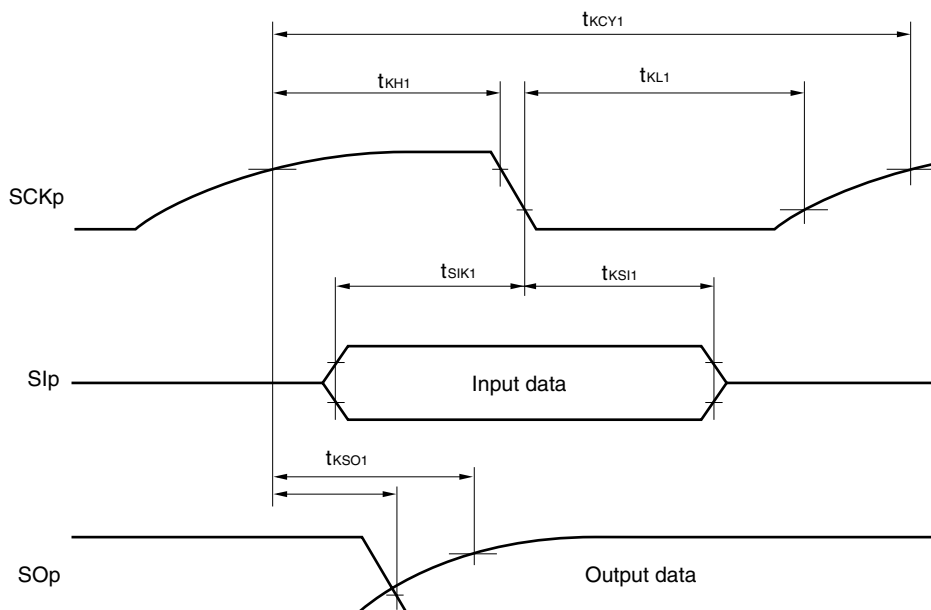 tKCY1
tKH1
tKL1
SCKp
tSIK1
tKSI1
SIp
Input data
tKSO1
SOp
Output data